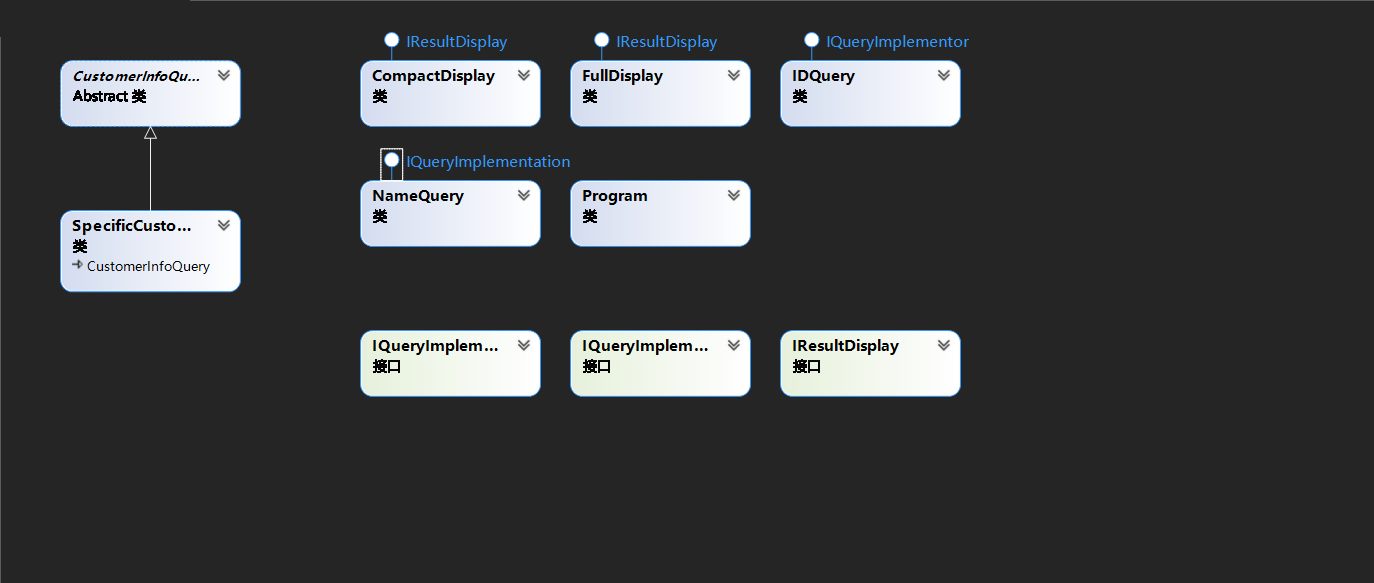 IResultDisplay
IResultDisplay
IQueryImplementor
CustomerInfoQu...
Abstract 类
CompactDisplay
类
FullDisplay
类
IDQuery
类
IQueryImplementation
NameQuery
类
Program
类
SpecificCusto...
类
CustomerInfoQuery
IQueryImplem...
接口
IQueryImplem...
接口
IResultDisplay
接口